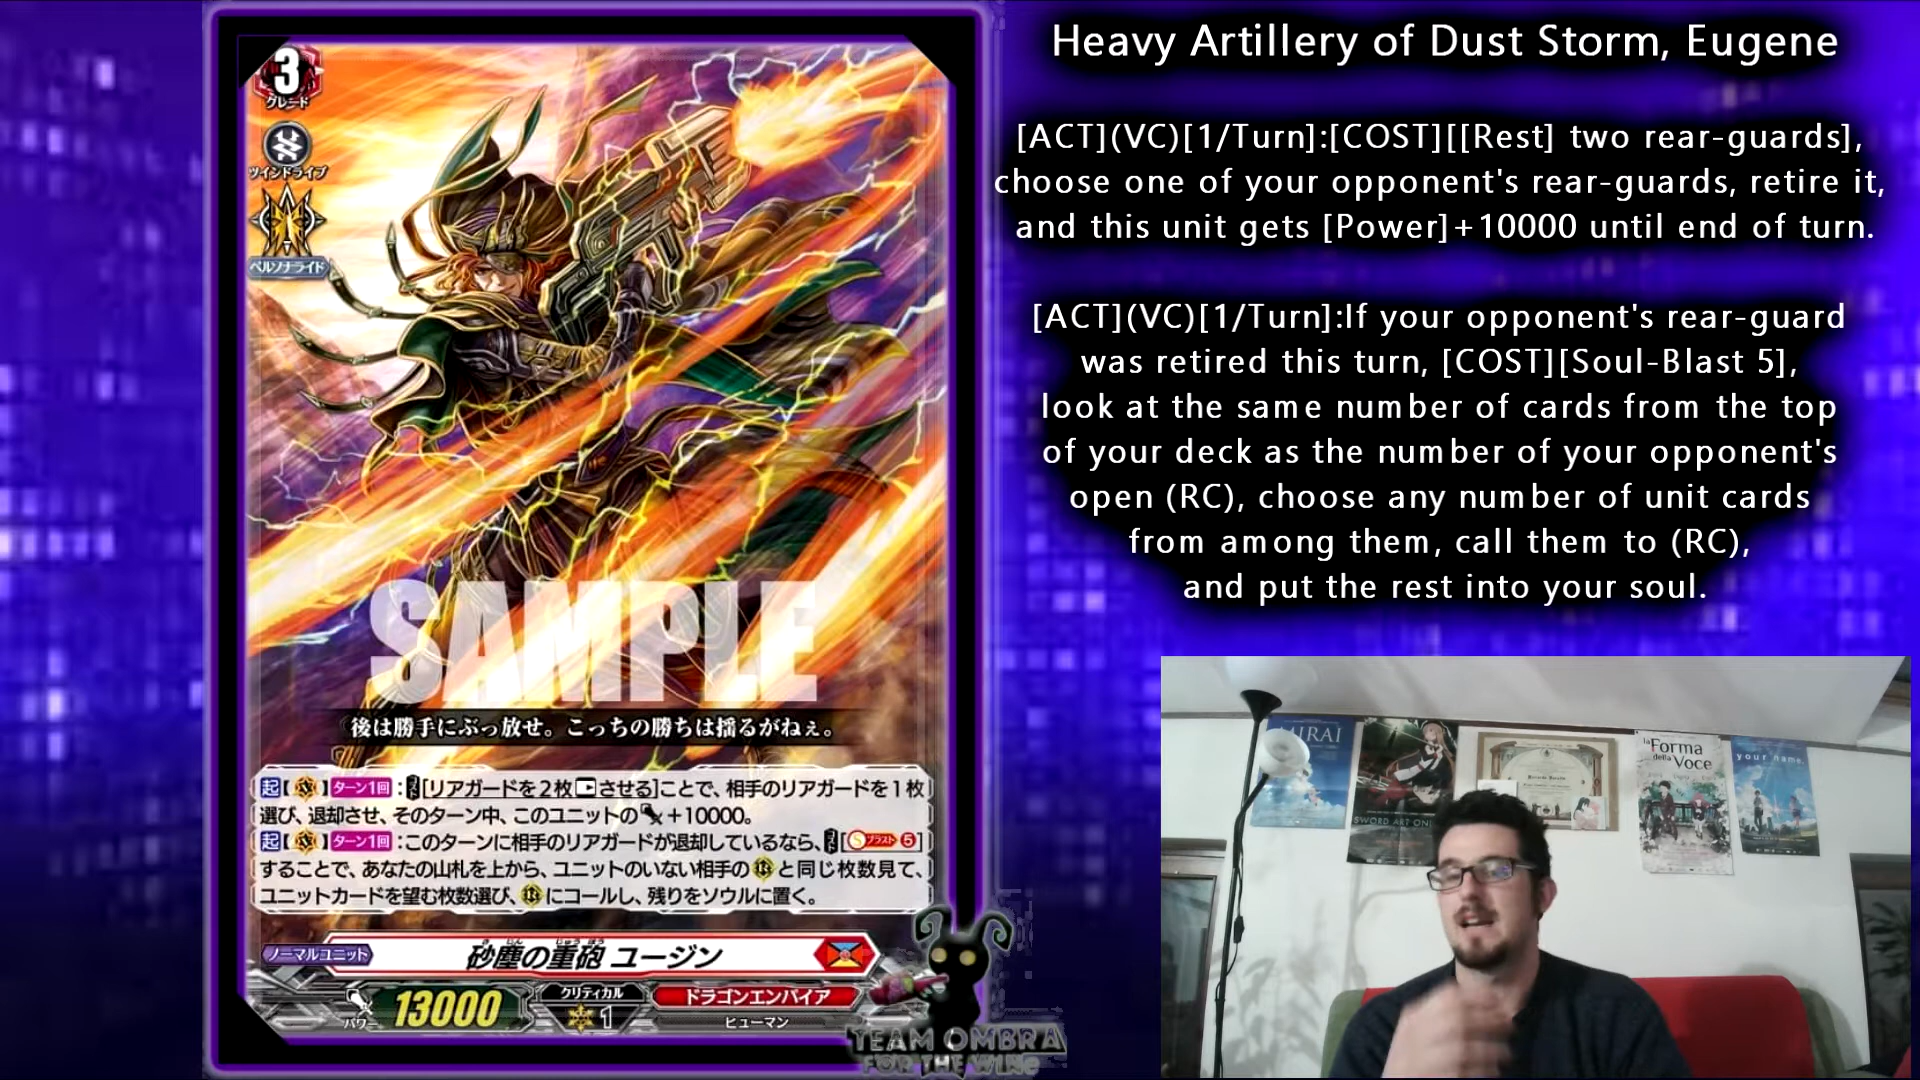 3
グレード
ツインドライブ
ペルソナライド
SAMPLE
後は勝手にぶっ放せ。こっちの勝ちは揺るがねぇ。
起【】ターン1回：[リアガードを2枚させる]ことで、相手のリアガードを1枚
選び、退却させ、そのターン中、このユニットの+10000。
起【】ターン1回：このターンに相手のリアガードが退却しているなら、[Sブラスト5]
することで、あなたの山札を上から、ユニットのいない相手のと同じ枚数見て、
ユニットカードを望む枚数選び、にコールし、残りをソウルに置く。
ノーマルユニット
さじん じゅうほう
砂塵の重砲 ユージン
パワー 13000
クリティカル
1
ドラゴンエンパイア
ヒューマン
TEAM OMBRA
FOR THE WING
Heavy Artillery of Dust Storm, Eugene
[ACT](VC)[1/Turn]:[COST][[Rest] two rear-guards],
choose one of your opponent's rear-guards, retire it,
and this unit gets [Power]+10000 until end of turn.
[ACT](VC)[1/Turn]:If your opponent's rear-guard
was retired this turn, [COST][Soul-Blast 5],
look at the same number of cards from the top
of your deck as the number of your opponent's
open (RC), choose any number of unit cards
from among them, call them to (RC),
and put the rest into your soul.
MIRAI
SWORD ART ONL
la Forma
della Voce
your name.